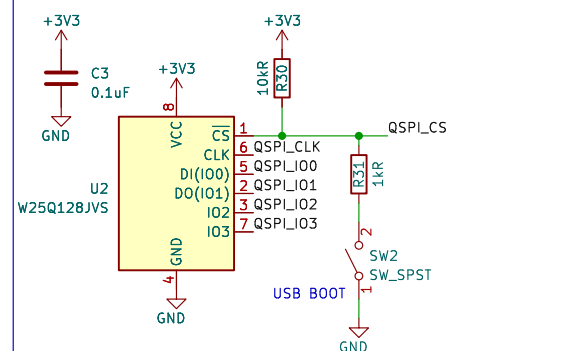 +3V3
+3V3
C3
0.1uF
GND
+3V3
10kR
R30
8
VCC
CS
1
QSPI_CS
CLK
6
QSPI_CLK
DI(IO0)
5
QSPI_IO0
DO(IO1)
2
QSPI_IO1
IO2
3
QSPI_IO2
IO3
7
QSPI_IO3
U2
W25Q128JVS
GND
4
GND
R31
1kR
2
SW2
SW_SPST
1
USB BOOT
GND